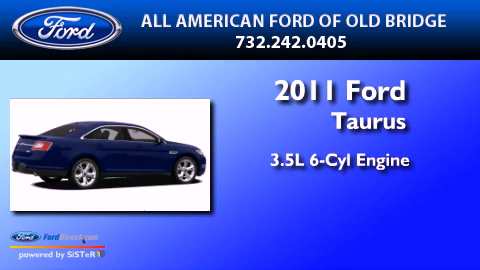 Ford
ALL AMERICAN FORD OF OLD BRIDGE
732.242.0405
2011 Ford
Taurus
3.5L 6-Cyl Engine
Ford FordDirect.com
powered by SiSTeR